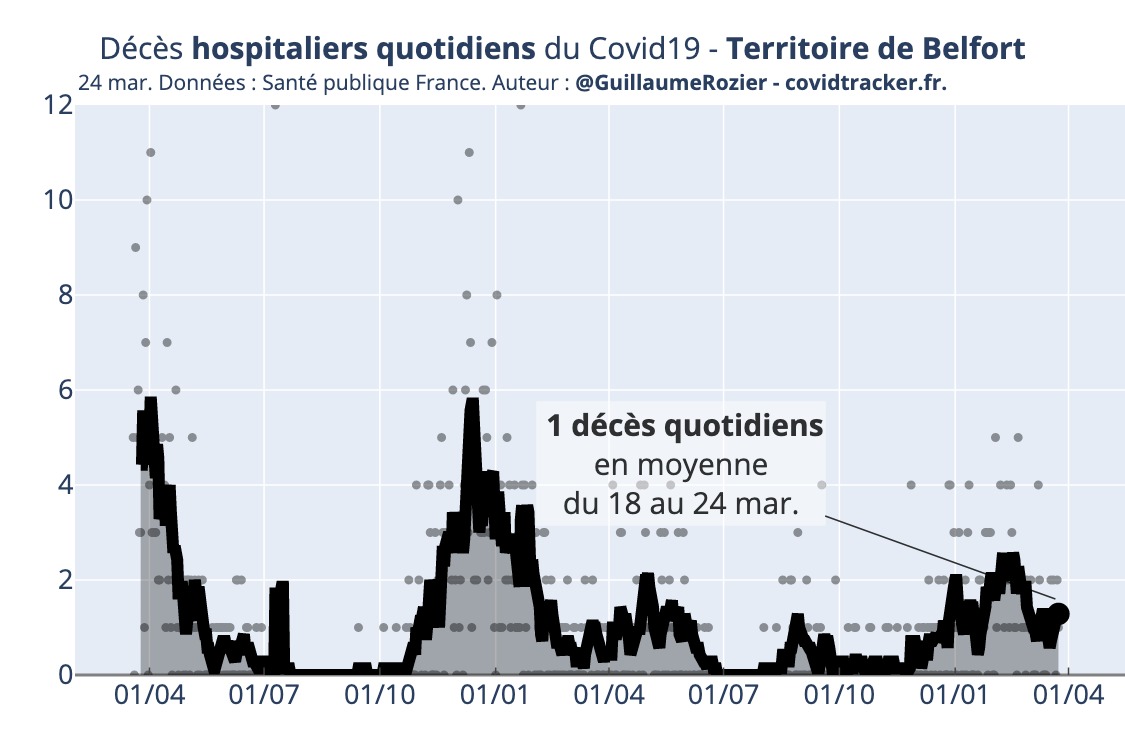 Décès hospitaliers quotidiens du Covid19 - Territoire de Belfort
24 mar. Données : Santé publique France. Auteur : @GuillaumeRozier - covidtracker.fr.
12
10
8
6
4
2
0
1 décès quotidiens
en moyenne
du 18 au 24 mar.
01/04 01/07 01/10 01/01 01/04 01/07 01/10 01/01 01/04